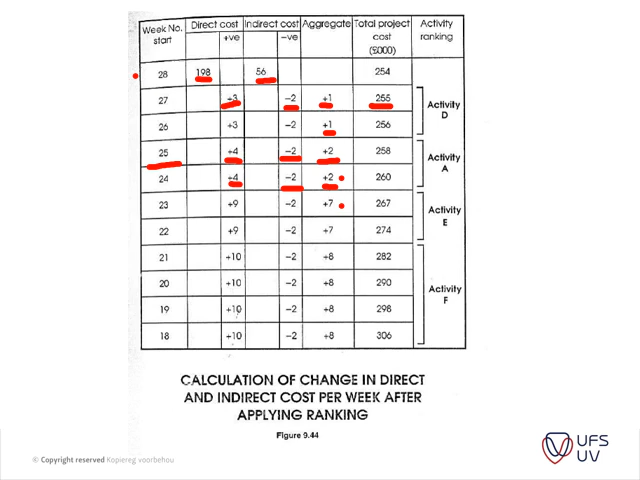 Week No. start Direct cost +ve Indirect cost −ve Aggregate Total project cost (£000) Activity ranking
28 198 56 254
27 +3 −2 +1 255
Activity D
26 +3 −2 +1 256
25 +4 −2 +2 258
Activity A
24 +4 −2 +2 260
23 +9 −2 +7 267
Activity E
22 +9 −2 +7 274
21 +10 −2 +8 282
20 +10 −2 +8 290
Activity F
19 +10 −2 +8 298
18 +10 −2 +8 306
CALCULATION OF CHANGE IN DIRECT
AND INDIRECT COST PER WEEK AFTER
APPLYING RANKING
Figure 9.44
© Copyright reserved Kopiereg voorbehou
UFS
UV